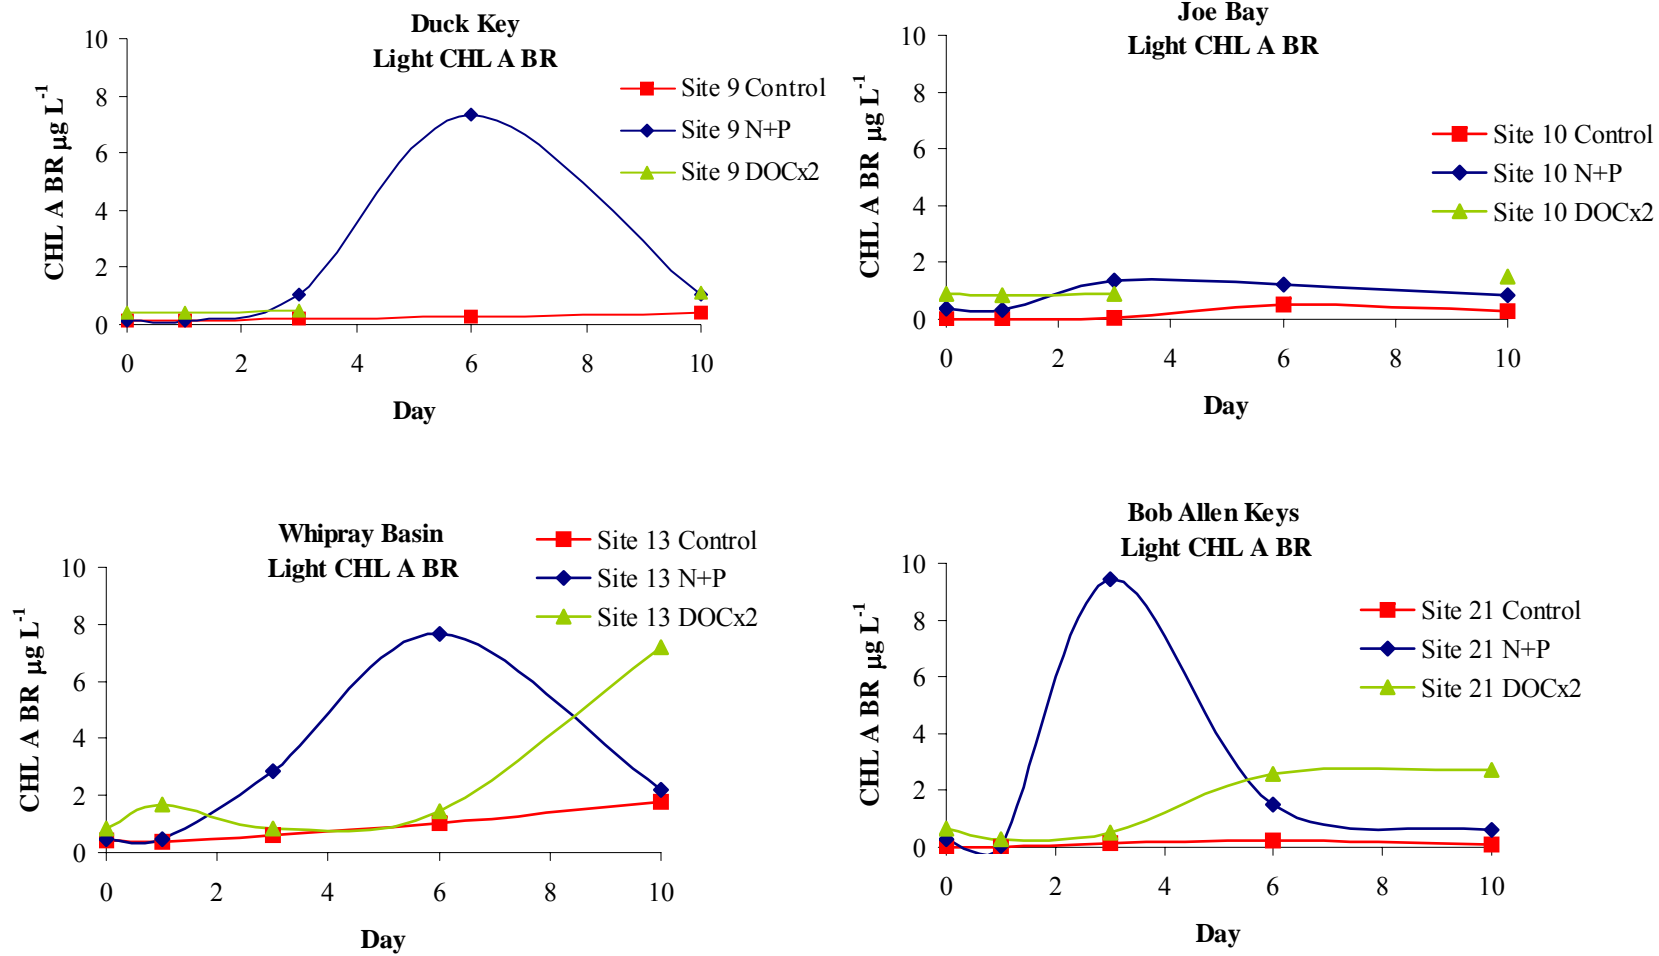 Duck Key
Light CHL A BR
CHL A BR µg L-1
10
8
6
4
2
0
0 2 4 6 8 10
Day
Site 9 Control
Site 9 N+P
Site 9 DOCx2
Joe Bay
Light CHL A BR
CHL A BR µg L-1
10
8
6
4
2
0
0 2 4 6 8 10
Day
Site 10 Control
Site 10 N+P
Site 10 DOCx2
Whipray Basin
Light CHL A BR
CHL A BR µg L-1
10
8
6
4
2
0
0 2 4 6 8 10
Day
Site 13 Control
Site 13 N+P
Site 13 DOCx2
Bob Allen Keys
Light CHL A BR
CHL A BR µg L-1
10
8
6
4
2
0
0 2 4 6 8 10
Day
Site 21 Control
Site 21 N+P
Site 21 DOCx2